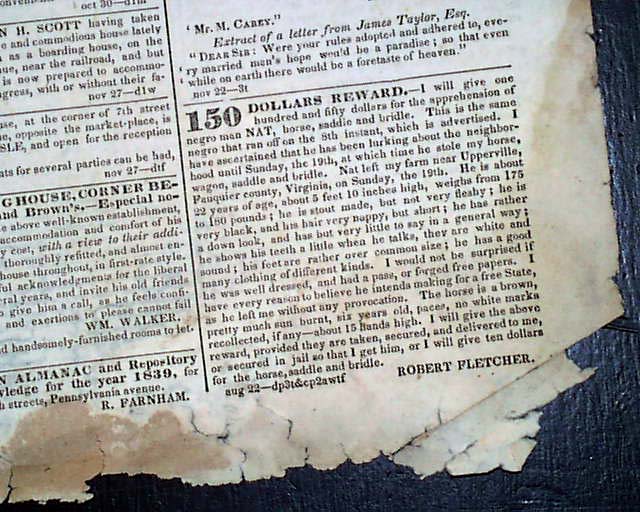 oct 30—d1m
N H. SCOTT having taken
e and commodious house lately
as a boarding house, on the
ue, near the railroad, and but
is now prepared to accommo-
gress, with or without their fa-
nov 27—d1w
se, at the corner of 7th street
e, opposite the market-place, is
SLE, and open for the reception
nts for several parties can be had,
nov 27—dtf
G HOUSE, CORNER BE-
and Brown's.—Especial no-
e above well-known establishment,
accommodation and comfort of his
y cost, with a view to their addi-
thoroughly refitted, and almost en-
house throughout, in first-rate style.
ful acknowledgments for the liberal
eral years, and invite his old friends
o give him a call, as he feels conf-
and exertions to please cannot fail
WM. WALKER.
d handsomely-furnished rooms to let.
N ALMANAC and Repository
wledge for the year 1839, for
h streets, Pennsylvania avenue.
R. FARNHAM.
' Mr. M. Carey."
Extract of a letter from James Taylor, Esq.
"Dear Sir: Were your rules adopted and adhered to, eve-
'ry married man's hope would be a paradise; so that even
'while on earth there would be a foretaste of heaven."
nov 22—3t
150 DOLLARS REWARD.—I will give one
hundred and fifty dollars for the apprehension of
negro man NAT, horse, saddle and bridle. This is the same
negro that ran off on the 8th instant, which is advertised. I
have ascertained that he has been lurking about the neighbor-
hood until Sunday, the 19th, at which time he stole my horse,
wagon, saddle and bridle. Nat left my farm near Upperville,
Fauquier county, Virginia, on Sunday, the 19th. He is about
22 years of age, about 5 feet 10 inches high, weighs from 175
to 180 pounds; he is stout made, but not very fleshy; he is
very black, and his hair very nappy, but short; he has rather
a down look, and has but very little to say in a general way;
he shows his teeth a little when he talks, they are white and
sound; his feet are rather over common size; he has a good
many clothing of different kinds. I would not be surprised if
he was well dressed, and had a pass, or forged free papers. I
have every reason to believe he intends making for a free State,
as he left me without any provocation. The horse is a brown,
pretty much sun burnt, six years old, paces, no white marks
recollected, if any—about 15 hands high. I will give the above
reward, provided they are taken, secured, and delivered to me,
or secured in jail so that I get him, or I will give ten dollars
for the horse, saddle and bridle.
ROBERT FLETCHER.
aug 22—dp3t&cp2awtf